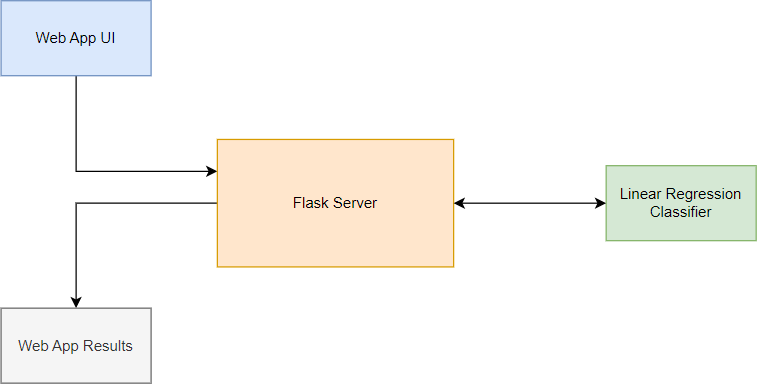 Web App UI
Flask Server
Linear Regression
Classifier
Web App Results